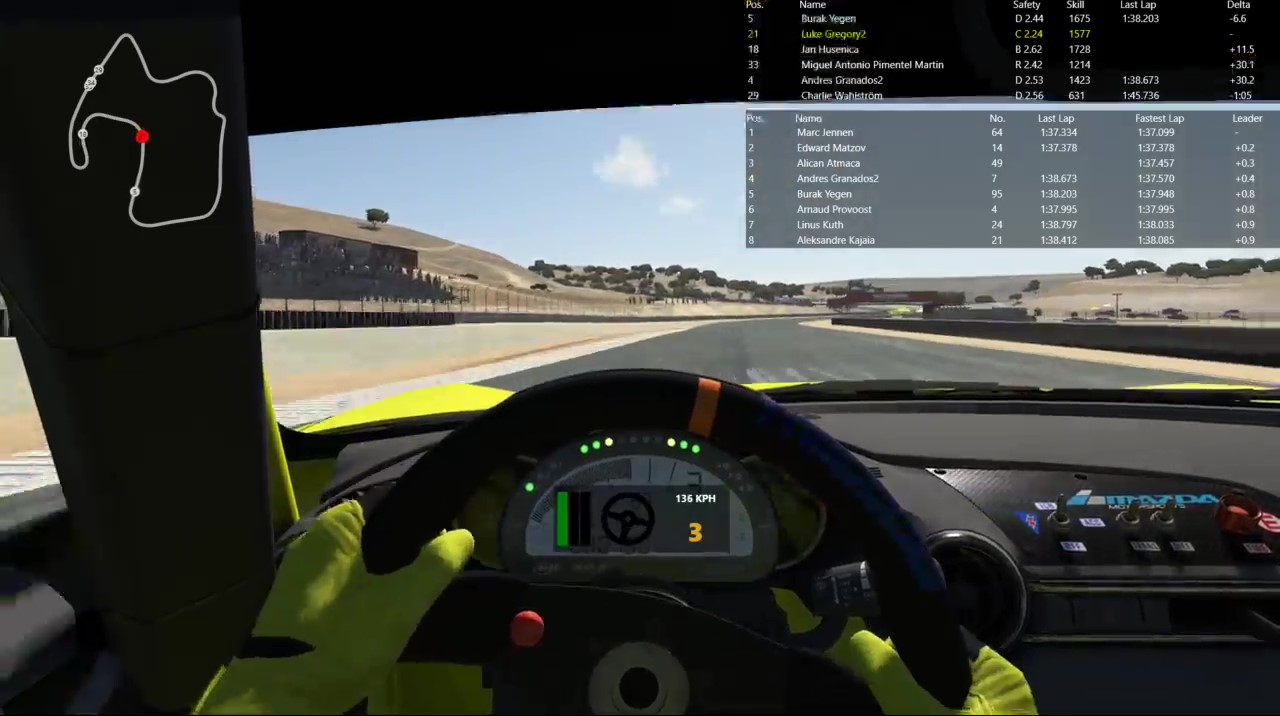 Pos. Name Safety Skill Last Lap Delta
5 Burak Yegen D 2.44 1675 1:38.203 -6.6
21 Luke Gregory2 C 2.24 1577 -
18 Jan Husenica B 2.62 1728 +11.5
33 Miguel Antonio Pimentel Martin R 2.42 1214 +30.1
4 Andres Granados2 D 2.53 1423 1:38.673 +30.2
29 Charlie Wahlström D 2.56 631 1:45.736 -1:05
Pos. Name No. Last Lap Fastest Lap Leader
1 Marc Jennen 64 1:37.334 1:37.099 -
2 Edward Matzov 14 1:37.378 1:37.378 +0.2
3 Alican Atmaca 49 1:37.457 +0.3
4 Andres Granados2 7 1:38.673 1:37.570 +0.4
5 Burak Yegen 95 1:38.203 1:37.948 +0.8
6 Arnaud Provoost 4 1:37.995 1:37.995 +0.8
7 Linus Kuth 24 1:38.797 1:38.033 +0.9
8 Aleksandre Kajaia 21 1:38.412 1:38.085 +0.9
136 KPH
3
MAZDA